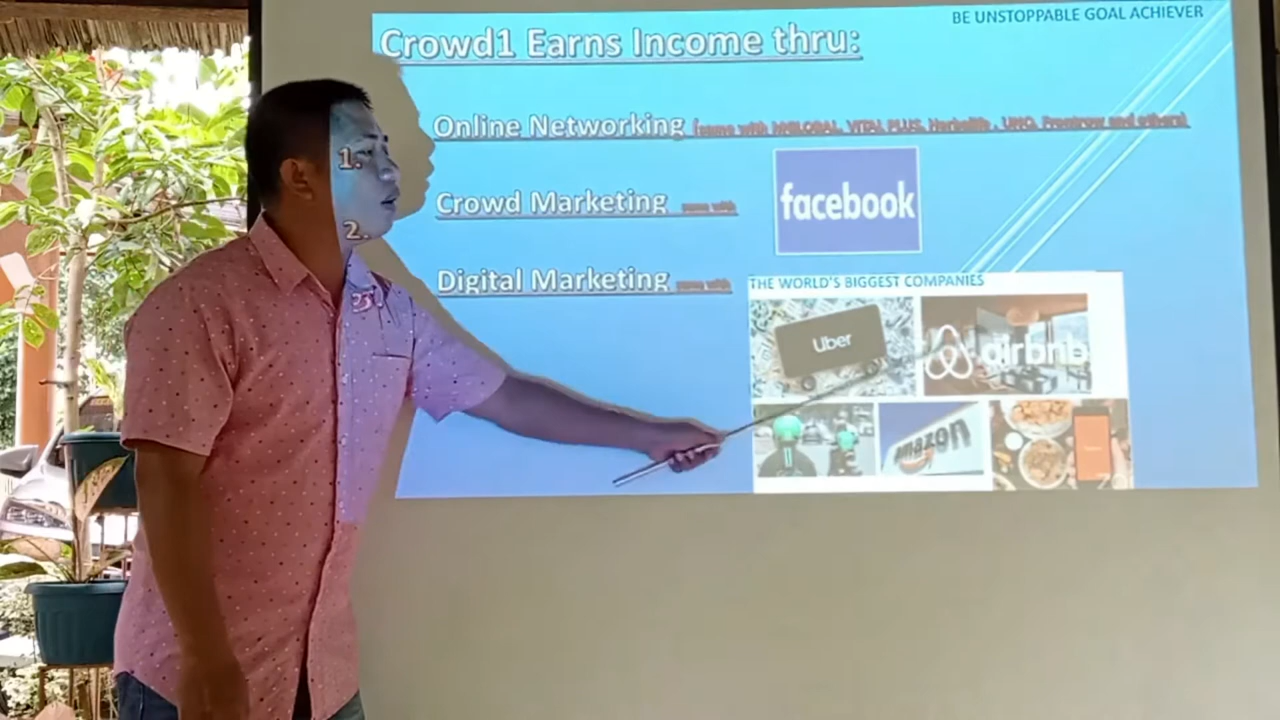 BE UNSTOPPABLE GOAL ACHIEVER
Crowd1 Earns Income thru:
1.
Online Networking
facebook
2.
Crowd Marketing
3.
Digital Marketing
THE WORLD'S BIGGEST COMPANIES
Uber
airbnb
amazon